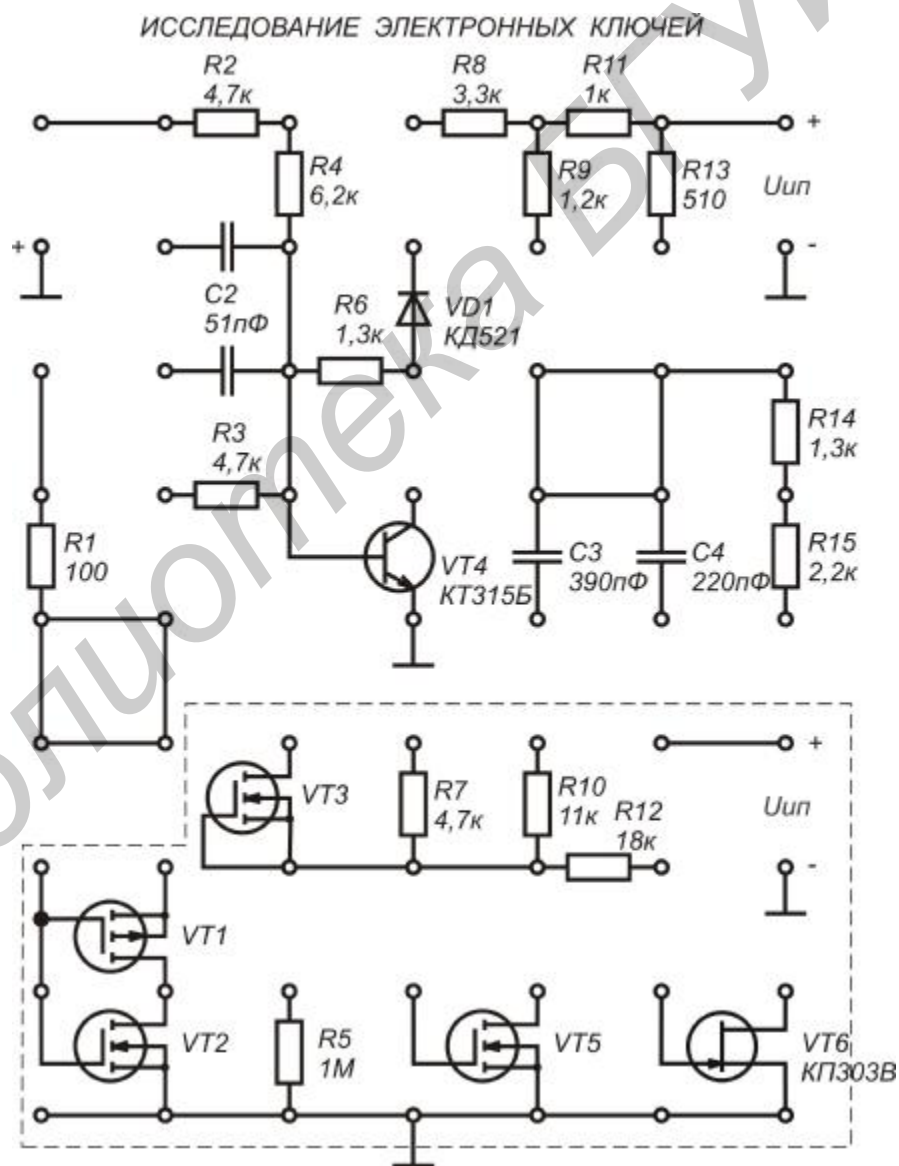 ИССЛЕДОВАНИЕ ЭЛЕКТРОННЫХ КЛЮЧЕЙ
R2
4,7к
R8
3,3к
R11
1к
+
R4
6,2к
R9
1,2к
R13
510
Uип
+
-
C2
51пФ
R6
1,3к
VD1
КД521
R3
4,7к
R14
1,3к
R1
100
VT4
КТ315Б
C3
390пФ
C4
220пФ
R15
2,2к
VT3
R7
4,7к
R10
11к
R12
18к
+
Uип
-
VT1
VT2
R5
1М
VT5
VT6
КП303В
Библиотека БГУИ